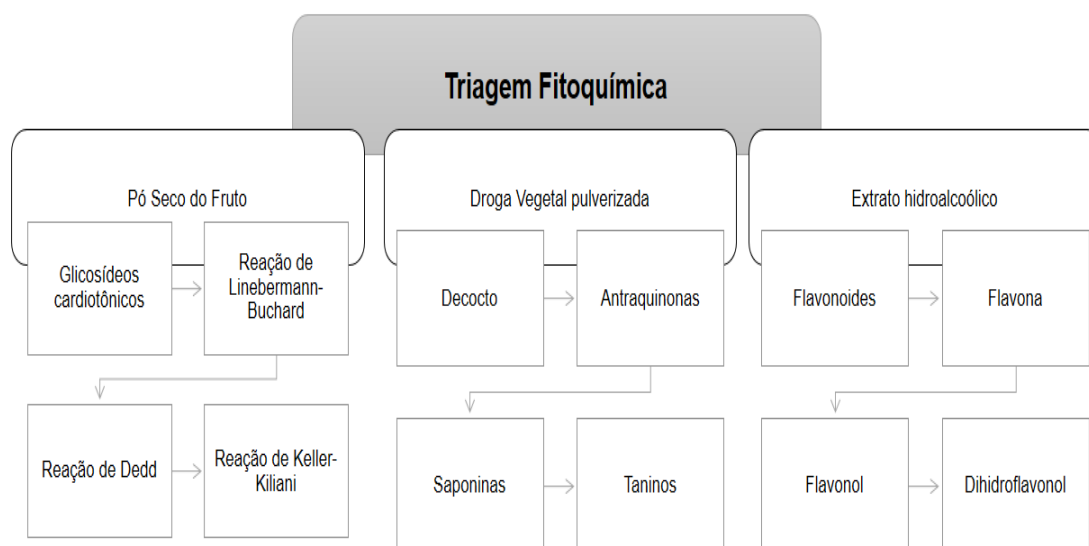 Triagem Fitoquímica
Pó Seco do Fruto
Glicosídeos
cardiotônicos
Reação de
Linebermann-
Buchard
Reação de Dedd
Reação de Keller-
Kiliani
Droga Vegetal pulverizada
Decocto
Antraquinonas
Saponinas
Taninos
Extrato hidroalcoólico
Flavonoides
Flavona
Flavonol
Dihidroflavonol